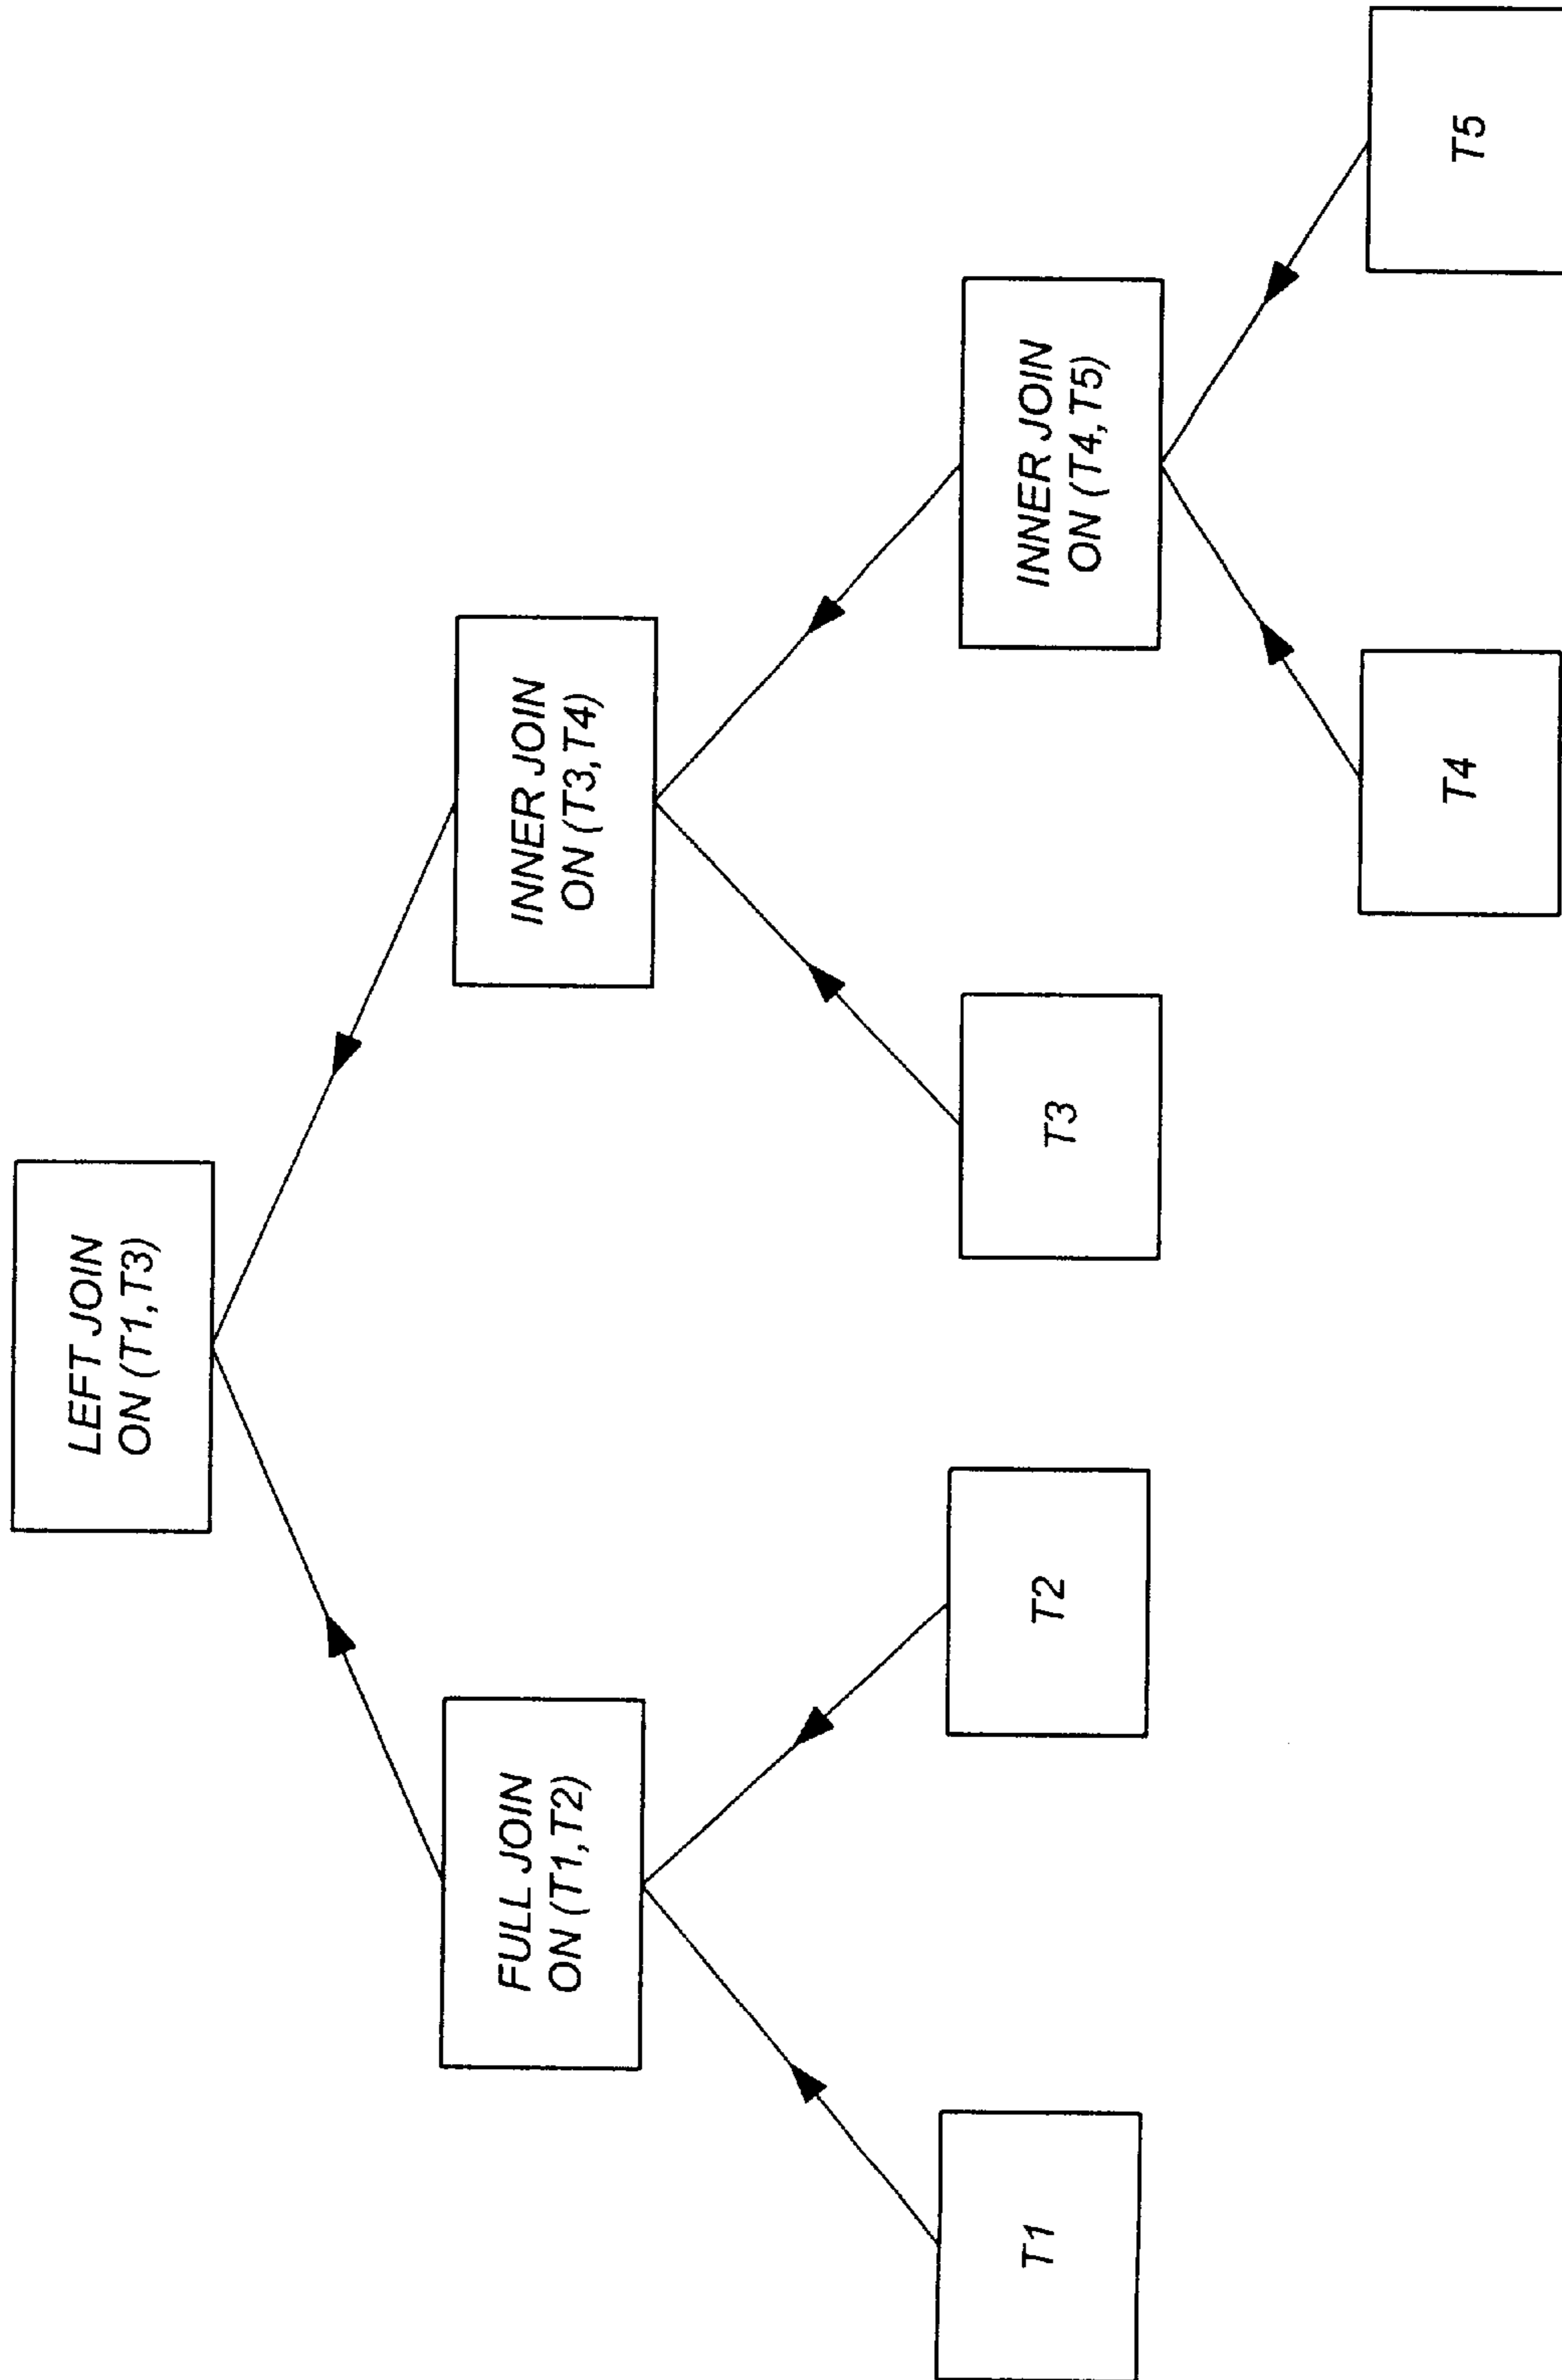 LEFT JOIN
ON (T1,T3)
FULL JOIN
ON (T1,T2)
INNER JOIN
ON (T3,T4)
T1
T2
T3
INNER JOIN
ON (T4,T5)
T4
T5